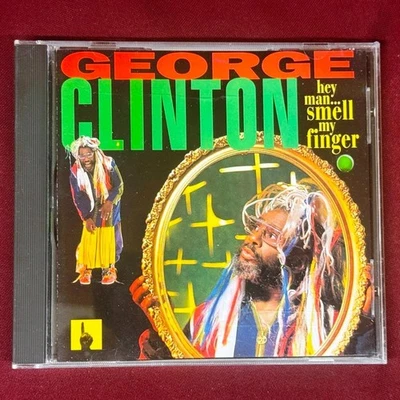 GEORGE
CLINTON
hey
man...
smell
my
finger